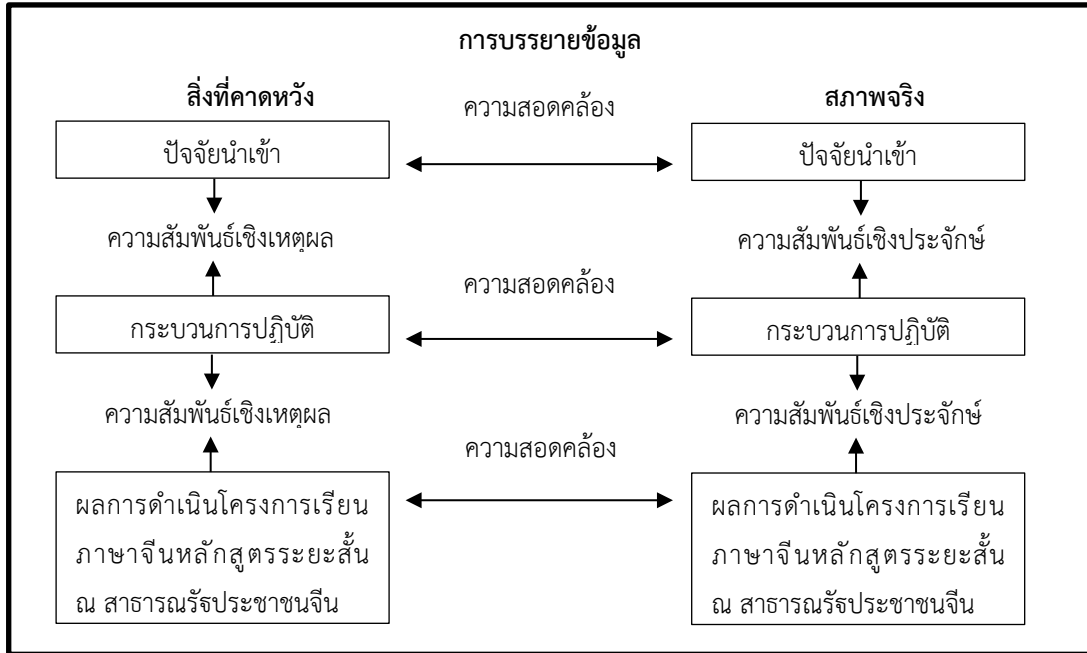 การบรรยายข้อมูล
สิ่งที่คาดหวัง
ความสอดคล้อง
สภาพจริง
ปัจจัยนำเข้า
ปัจจัยนำเข้า
ความสัมพันธ์เชิงเหตุผล
ความสัมพันธ์เชิงประจักษ์
ความสอดคล้อง
กระบวนการปฏิบัติ
กระบวนการปฏิบัติ
ความสัมพันธ์เชิงเหตุผล
ความสัมพันธ์เชิงประจักษ์
ความสอดคล้อง
ผลการดำเนินโครงการเรียน
ภาษาจีนหลักสูตรระยะสั้น
ณ สาธารณรัฐประชาชนจีน
ผลการดำเนินโครงการเรียน
ภาษาจีนหลักสูตรระยะสั้น
ณ สาธารณรัฐประชาชนจีน